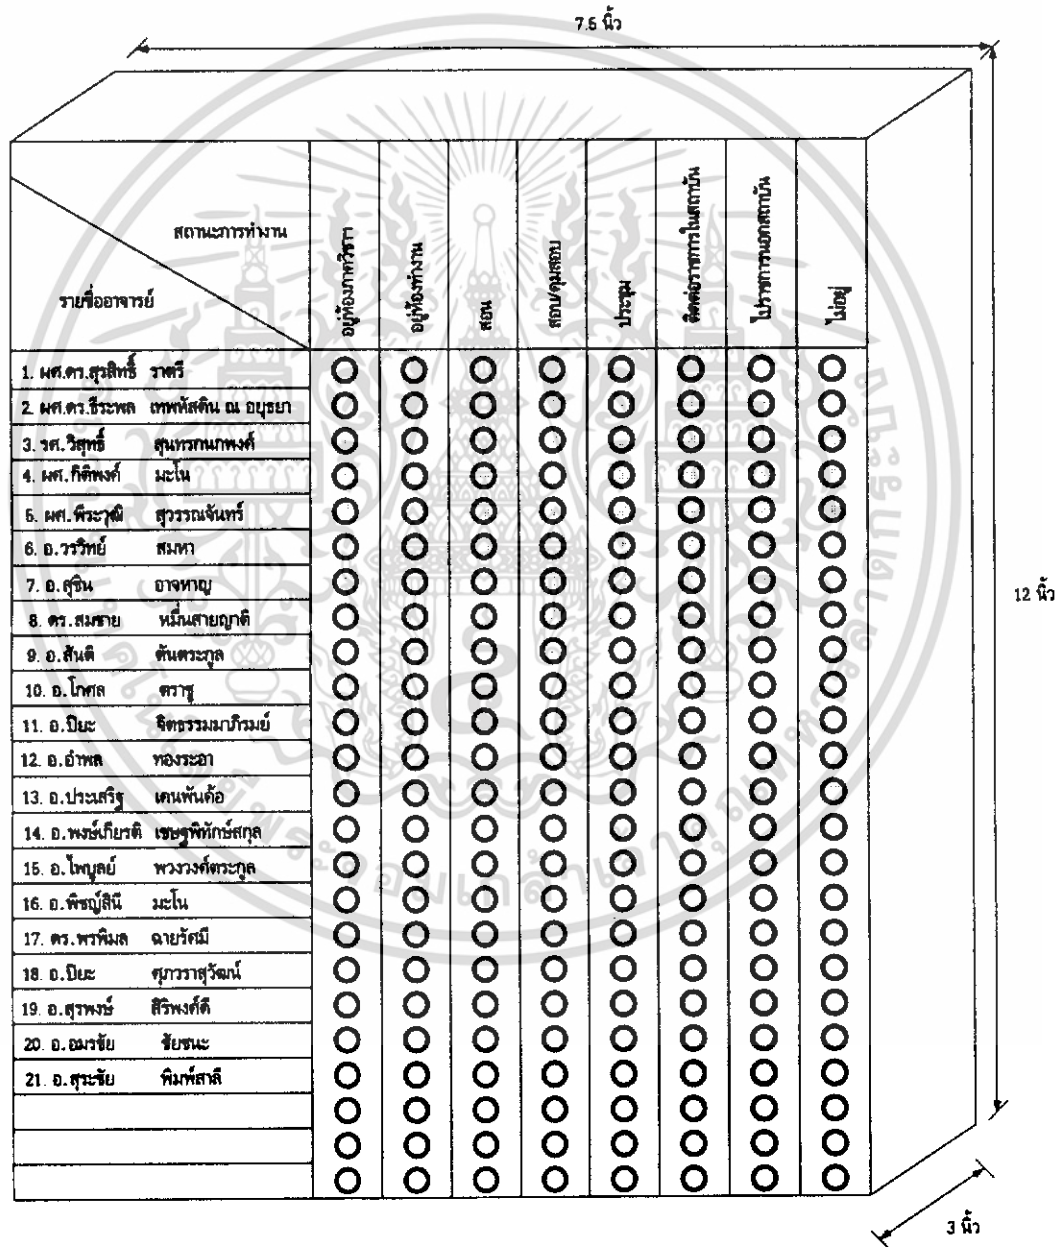 7.5 นิ้ว
สถานะการทำงาน
รายชื่ออาจารย์
อยู่ห้องภาควิชาฯ
อยู่ห้องทำงาน
สอน
สอบ/คุมสอบ
ประชุม
ติดต่อราชการในสถาบัน
ไปราชการนอกสถาบัน
ไม่อยู่
1. ผศ.ดร.สุรสิทธิ์ ราตรี
2. ผศ.ดร.ธีระพล เทพหัสดิน ณ อยุธยา
3. รศ.วิสุทธิ์ สุนทรกนกพงศ์
4. ผศ.กิติพงค์ มะโน
5. ผศ.พีระวุฒิ สุวรรณจันทร์
6. อ.วรวิทย์ สมหา
7. อ.สุชิน อาจหาญ
8. ดร.สมชาย หมื่นสายญาติ
9. อ.สันติ ตันตระกูล
10. อ.โกศล ตราชู
11. อ.ปิยะ จิตธรรมมาภิรมย์
12. อ.อำพล ทองระอา
13. อ.ประเสริฐ เคนพันค้อ
14. อ.พงษ์เกียรติ เชษฐพิทักษ์สกุล
15. อ.ไพบูลย์ พวงวงศ์ตระกูล
16. อ.พิชญ์สินี มะโน
17. ดร.พรพิมล ฉายรัศมี
18. อ.ปิยะ ศุภวราสุวัฒน์
19. อ.สุรพงษ์ สิริพงศ์ดี
20. อ.อมรชัย ชัยชนะ
21. อ.สุระชัย พิมพ์สาลี
12 นิ้ว
3 นิ้ว